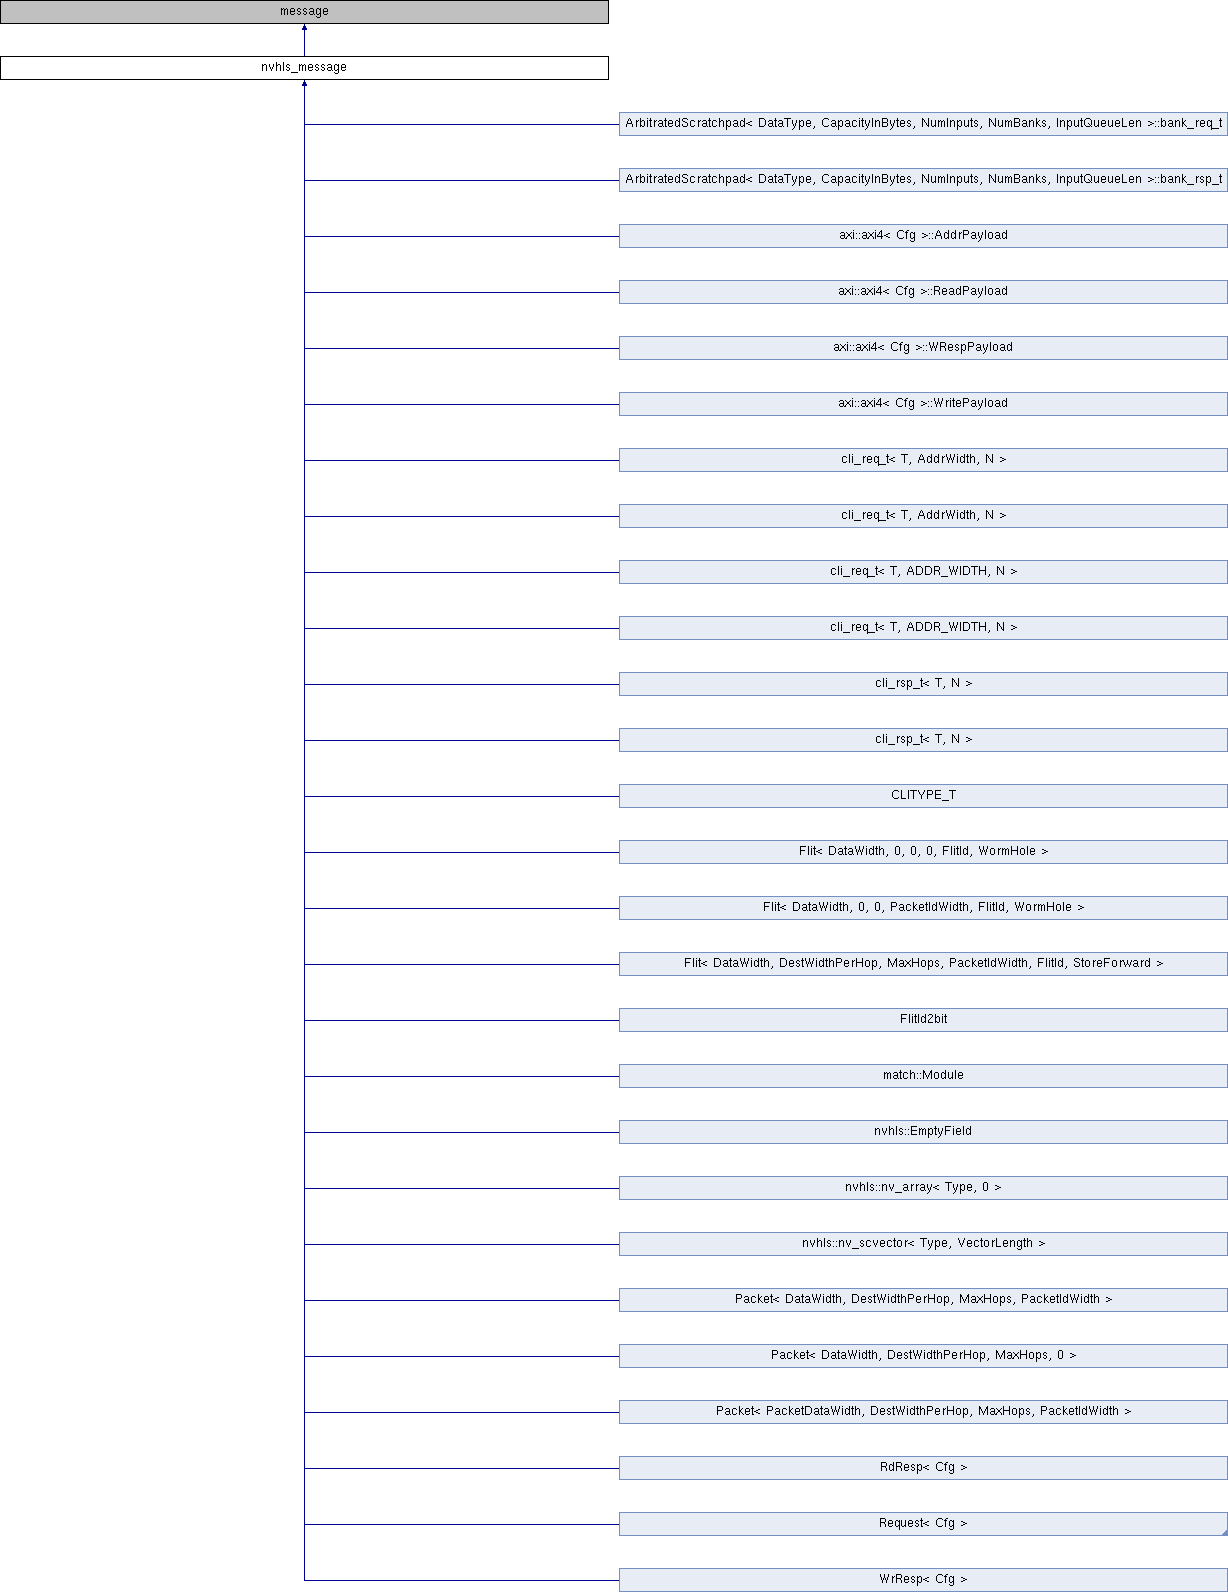 message
nvhls_message
ArbitratedScratchpad< DataType, CapacityInBytes, NumInputs, NumBanks, InputQueueLen >::bank_req_t
ArbitratedScratchpad< DataType, CapacityInBytes, NumInputs, NumBanks, InputQueueLen >::bank_rsp_t
axi::axi4< Cfg >::AddrPayload
axi::axi4< Cfg >::ReadPayload
axi::axi4< Cfg >::WRespPayload
axi::axi4< Cfg >::WritePayload
cli_req_t< T, AddrWidth, N >
cli_req_t< T, AddrWidth, N >
cli_req_t< T, ADDR_WIDTH, N >
cli_req_t< T, ADDR_WIDTH, N >
cli_rsp_t< T, N >
cli_rsp_t< T, N >
CLITYPE_T
Flit< DataWidth, 0, 0, 0, FlitId, WormHole >
Flit< DataWidth, 0, 0, PacketIdWidth, FlitId, WormHole >
Flit< DataWidth, DestWidthPerHop, MaxHops, PacketIdWidth, FlitId, StoreForward >
FlitId2bit
match::Module
nvhls::EmptyField
nvhls::nv_array< Type, 0 >
nvhls::nv_scvector< Type, VectorLength >
Packet< DataWidth, DestWidthPerHop, MaxHops, PacketIdWidth >
Packet< DataWidth, DestWidthPerHop, MaxHops, 0 >
Packet< PacketDataWidth, DestWidthPerHop, MaxHops, PacketIdWidth >
RdResp< Cfg >
Request< Cfg >
WrResp< Cfg >